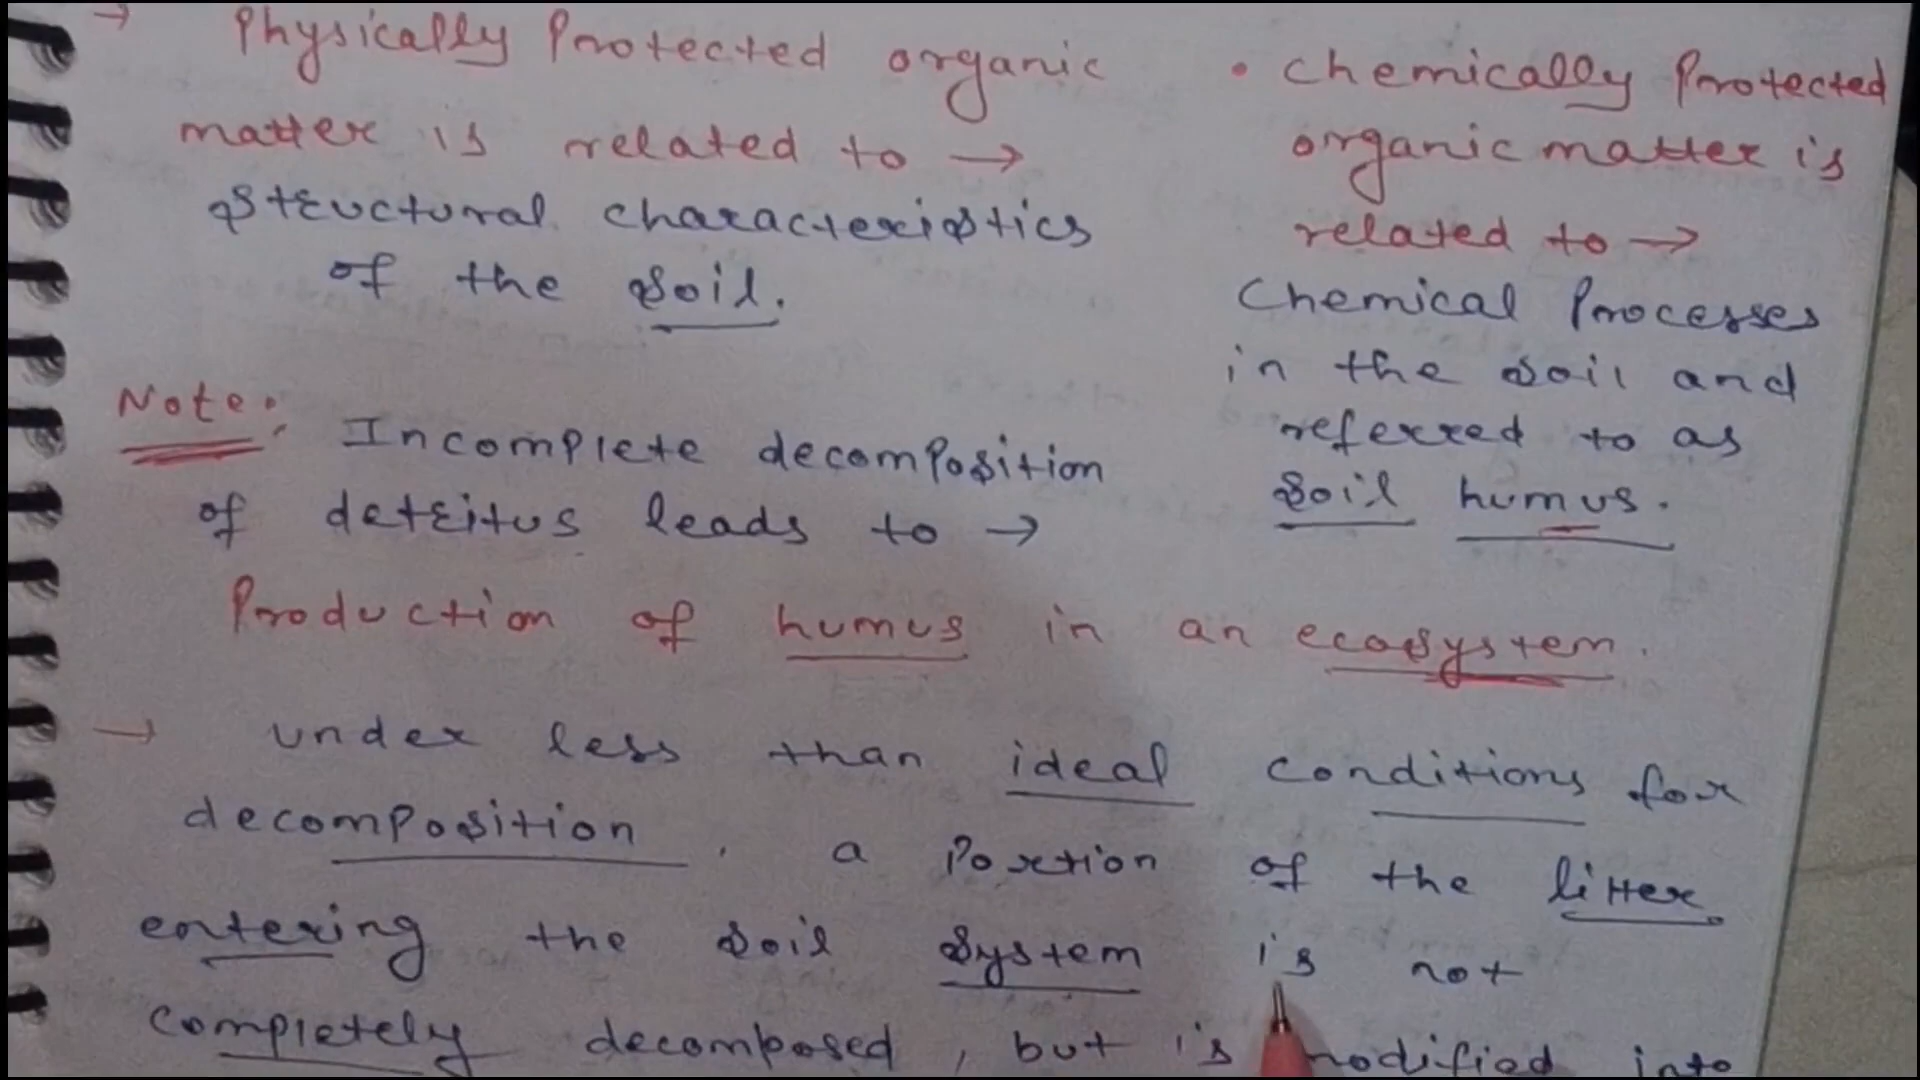 → Physically Protected organic
matter is related to →
structural characteristics
of the soil.
• chemically Protected
organic matter is
related to →
Chemical Processes
in the soil and
referred to as
soil humus.
Note: Incomplete decomposition
of detritus leads to →
Production of humus in an ecosystem.
→ under less than ideal conditions for
decomposition, a Portion of the litter
entering the soil system is not
completely decomposed, but is modified into